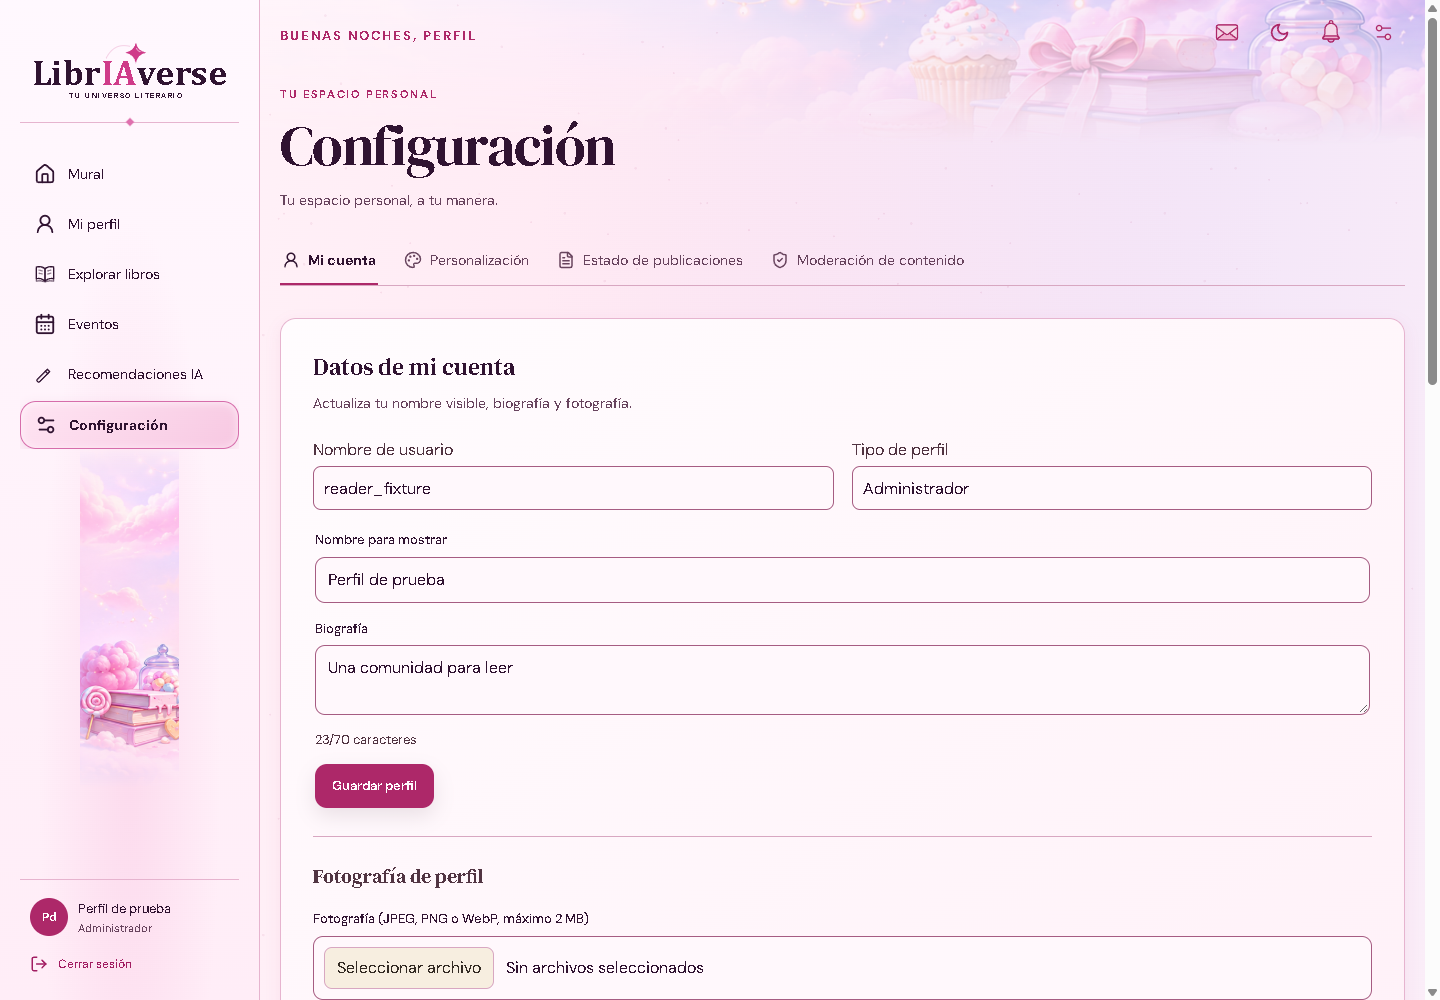 LibrIAverse
TU UNIVERSO LITERARIO
Mural
Mi perfil
Explorar libros
Eventos
Recomendaciones IA
Configuración
Pd
Perfil de prueba
Administrador
Cerrar sesión
BUENAS NOCHES, PERFIL
TU ESPACIO PERSONAL
Configuración
Tu espacio personal, a tu manera.
Mi cuenta
Personalización
Estado de publicaciones
Moderación de contenido
Datos de mi cuenta
Actualiza tu nombre visible, biografía y fotografía.
Nombre de usuario
reader_fixture
Tipo de perfil
Administrador
Nombre para mostrar
Perfil de prueba
Biografía
Una comunidad para leer
23/70 caracteres
Guardar perfil
Fotografía de perfil
Fotografía (JPEG, PNG o WebP, máximo 2 MB)
Seleccionar archivo
Sin archivos seleccionados